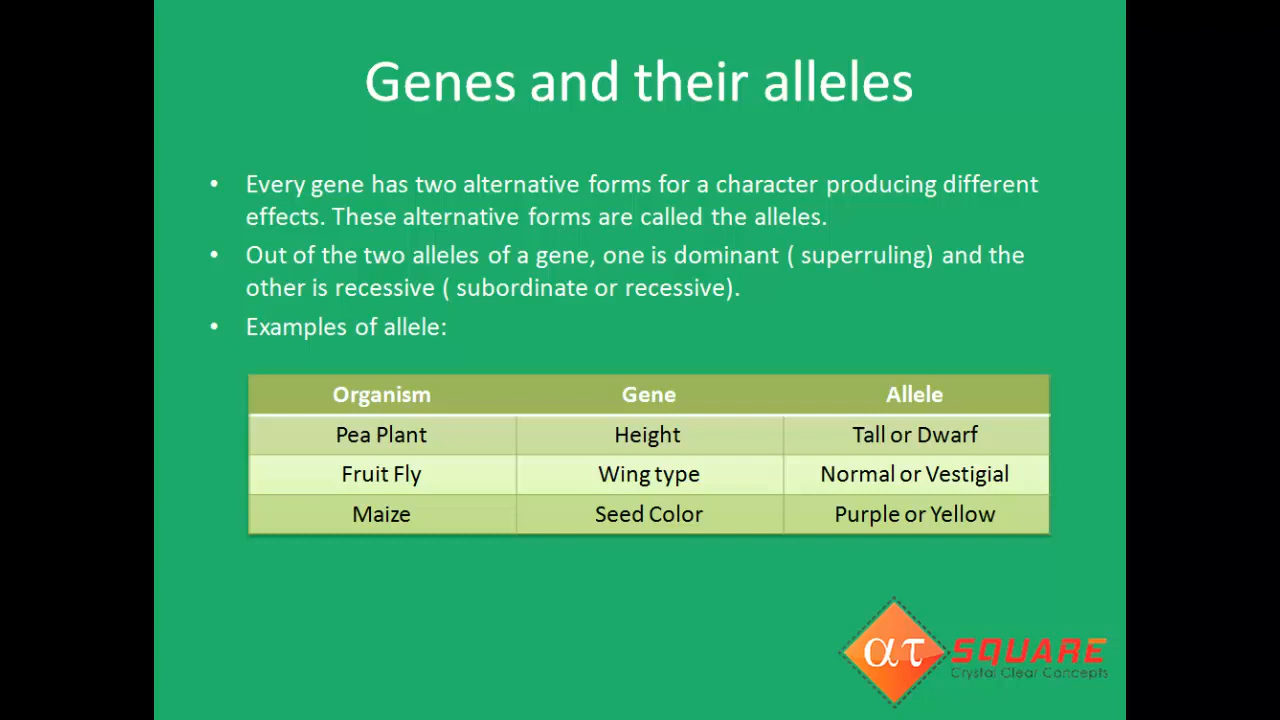 Genes and their alleles
• Every gene has two alternative forms for a character producing different
effects. These alternative forms are called the alleles.
• Out of the two alleles of a gene, one is dominant ( superruling) and the
other is recessive ( subordinate or recessive).
• Examples of allele:
Organism Gene Allele
Pea Plant Height Tall or Dwarf
Fruit Fly Wing type Normal or Vestigial
Maize Seed Color Purple or Yellow
ατ SQUARE
Crystal Clear Concepts